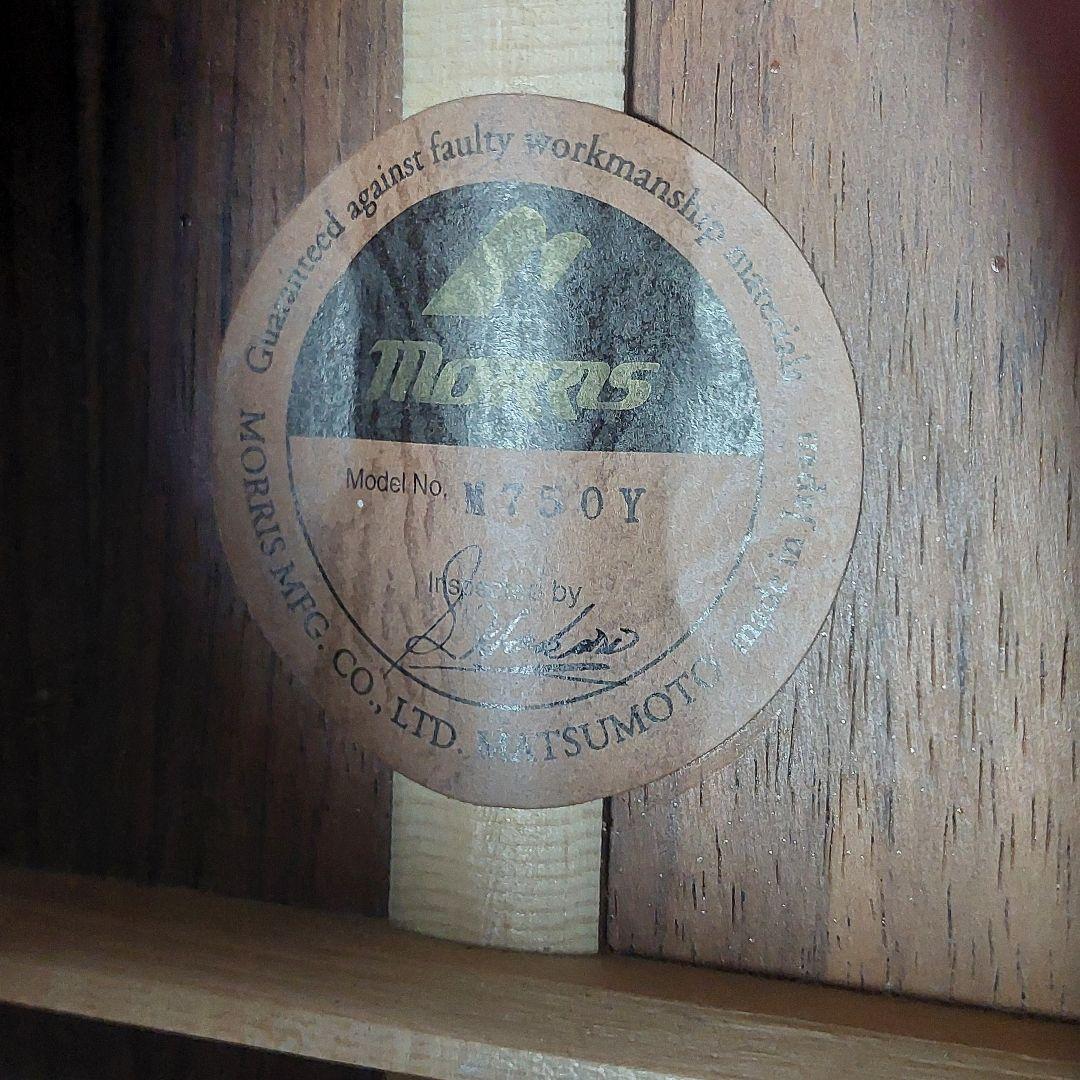 Guaranteed against faulty workmanship materials
MORRIS
Model No. M750Y
Inspected by
MORRIS MFG. CO., LTD. MATSUMOTO made in Japan